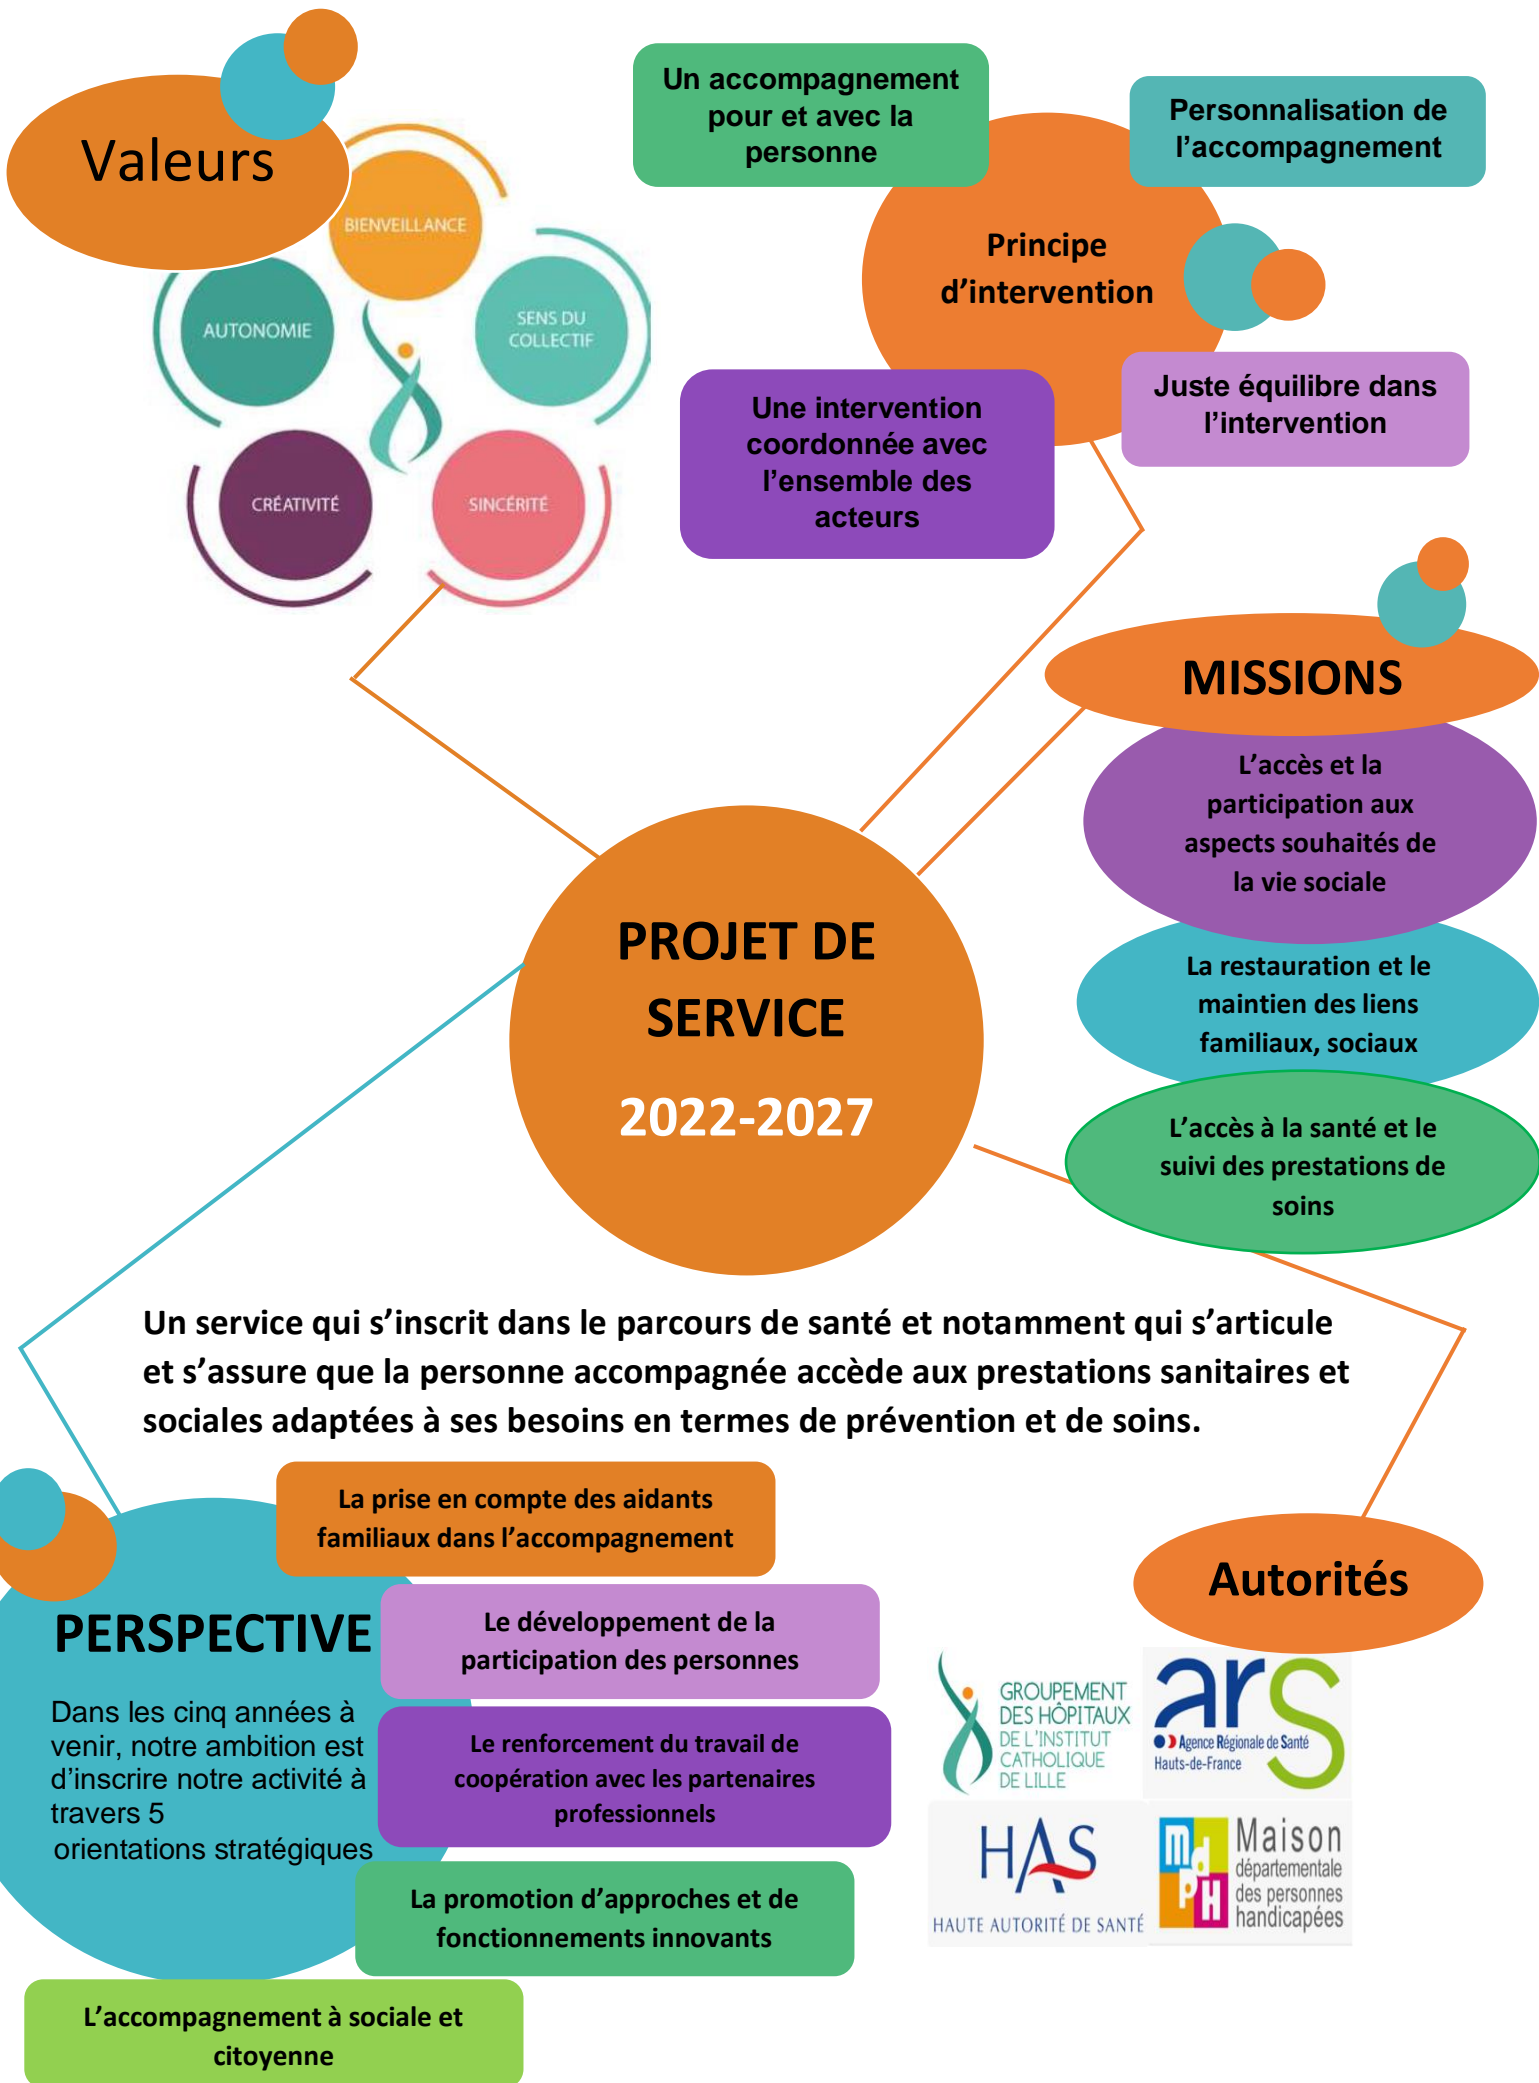 Valeurs
BIENVEILLANCE
AUTONOMIE
SENS DU
COLLECTIF
CRÉATIVITÉ
SINCÉRITÉ
Un accompagnement
pour et avec la
personne
Personnalisation de
l’accompagnement
Principe
d’intervention
Une intervention
coordonnée avec
l’ensemble des
acteurs
Juste équilibre dans
l’intervention
MISSIONS
L’accès et la
participation aux
aspects souhaités de
la vie sociale
La restauration et le
maintien des liens
familiaux, sociaux
L’accès à la santé et le
suivi des prestations de
soins
PROJET DE
SERVICE
2022-2027
Un service qui s’inscrit dans le parcours de santé et notamment qui s’articule
et s’assure que la personne accompagnée accède aux prestations sanitaires et
sociales adaptées à ses besoins en termes de prévention et de soins.
PERSPECTIVE
Dans les cinq années à
venir, notre ambition est
d’inscrire notre activité à
travers 5
orientations stratégiques
La prise en compte des aidants
familiaux dans l’accompagnement
Le développement de la
participation des personnes
Le renforcement du travail de
coopération avec les partenaires
professionnels
La promotion d’approches et de
fonctionnements innovants
L’accompagnement à sociale et
citoyenne
Autorités
GROUPEMENT
DES HÔPITAUX
DE L'INSTITUT
CATHOLIQUE
DE LILLE
ars
Agence Régionale de Santé
Hauts-de-France
HAS
HAUTE AUTORITÉ DE SANTÉ
mdPH
Maison
départementale
des personnes
handicapées